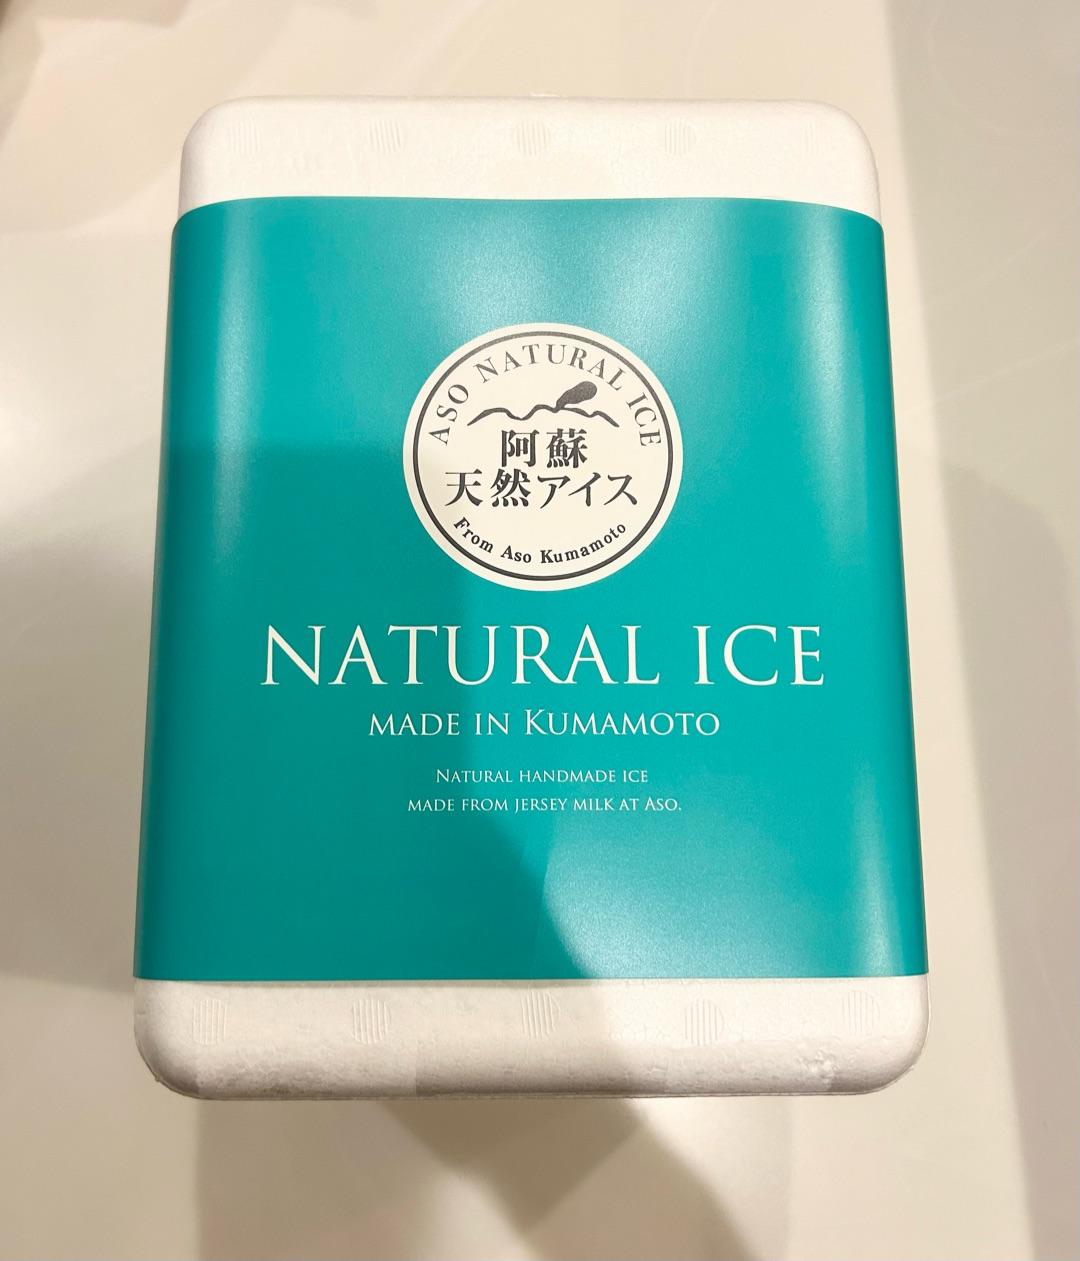 ASO NATURAL ICE
阿蘇
天然アイス
From Aso Kumamoto
NATURAL ICE
MADE IN KUMAMOTO
NATURAL HANDMADE ICE
MADE FROM JERSEY MILK AT ASO.